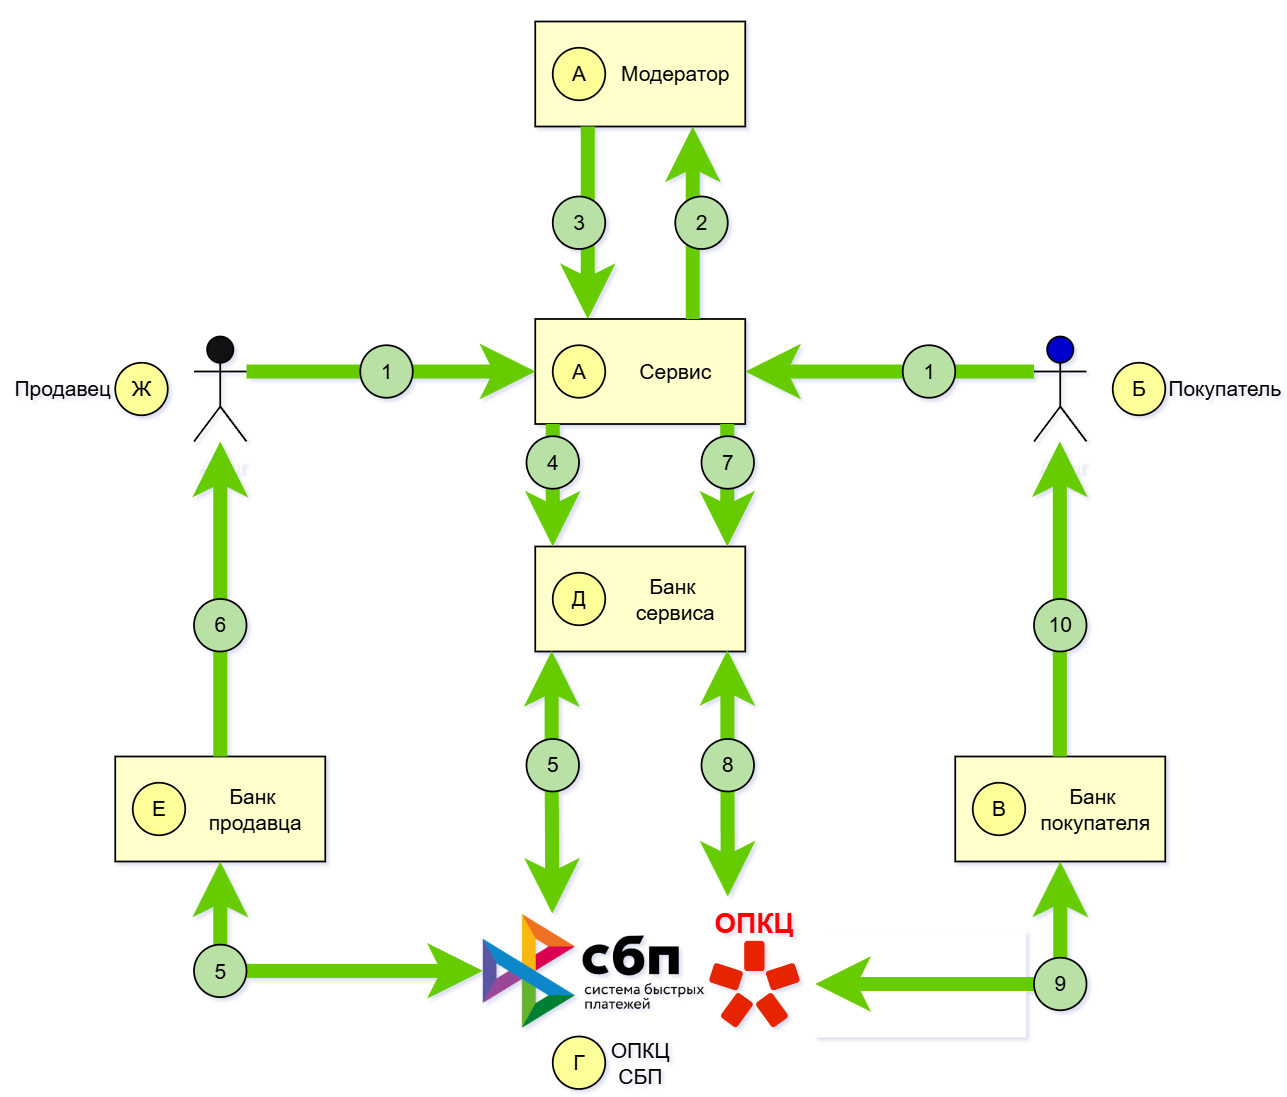 А
Модератор
3
2
Продавец
Ж
1
А
Сервис
1
Б
Покупатель
4
7
Д
Банк
сервиса
6
10
5
8
Е
Банк
продавца
В
Банк
покупателя
5
сбп
система быстрых
платежей
ОПКЦ
9
Г
ОПКЦ
СБП